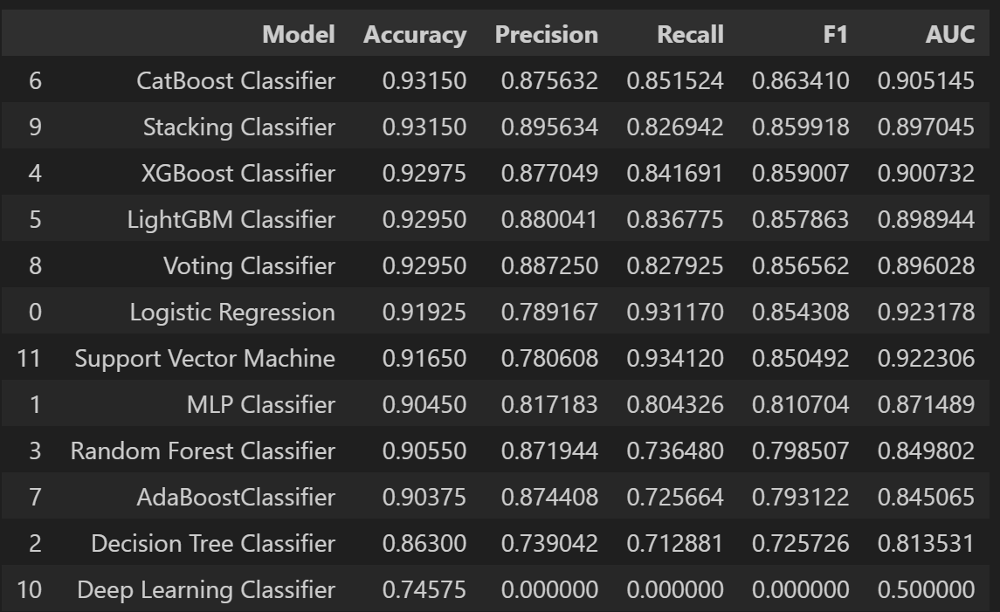 Model Accuracy Precision Recall F1 AUC
6 CatBoost Classifier 0.93150 0.875632 0.851524 0.863410 0.905145
9 Stacking Classifier 0.93150 0.895634 0.826942 0.859918 0.897045
4 XGBoost Classifier 0.92975 0.877049 0.841691 0.859007 0.900732
5 LightGBM Classifier 0.92950 0.880041 0.836775 0.857863 0.898944
8 Voting Classifier 0.92950 0.887250 0.827925 0.856562 0.896028
0 Logistic Regression 0.91925 0.789167 0.931170 0.854308 0.923178
11 Support Vector Machine 0.91650 0.780608 0.934120 0.850492 0.922306
1 MLP Classifier 0.90450 0.817183 0.804326 0.810704 0.871489
3 Random Forest Classifier 0.90550 0.871944 0.736480 0.798507 0.849802
7 AdaBoostClassifier 0.90375 0.874408 0.725664 0.793122 0.845065
2 Decision Tree Classifier 0.86300 0.739042 0.712881 0.725726 0.813531
10 Deep Learning Classifier 0.74575 0.000000 0.000000 0.000000 0.500000